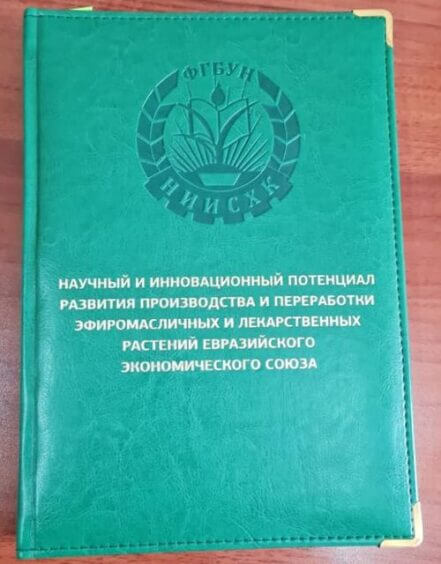 ФГБУН
НИИСХК
НАУЧНЫЙ И ИННОВАЦИОННЫЙ ПОТЕНЦИАЛ
РАЗВИТИЯ ПРОИЗВОДСТВА И ПЕРЕРАБОТКИ
ЭФИРОМАСЛИЧНЫХ И ЛЕКАРСТВЕННЫХ
РАСТЕНИЙ ЕВРАЗИЙСКОГО
ЭКОНОМИЧЕСКОГО СОЮЗА